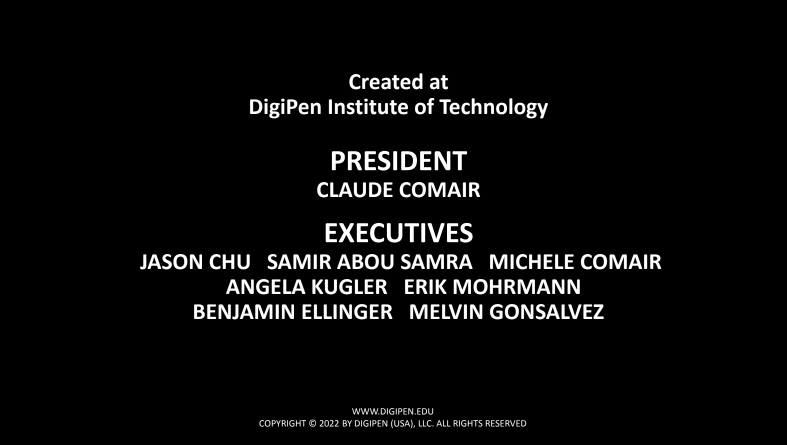 Created at
DigiPen Institute of Technology
PRESIDENT
CLAUDE COMAIR
EXECUTIVES
JASON CHU SAMIR ABOU SAMRA MICHELE COMAIR
ANGELA KUGLER ERIK MOHRMANN
BENJAMIN ELLINGER MELVIN GONSALVEZ
WWW.DIGIPEN.EDU
COPYRIGHT © 2022 BY DIGIPEN (USA), LLC. ALL RIGHTS RESERVED